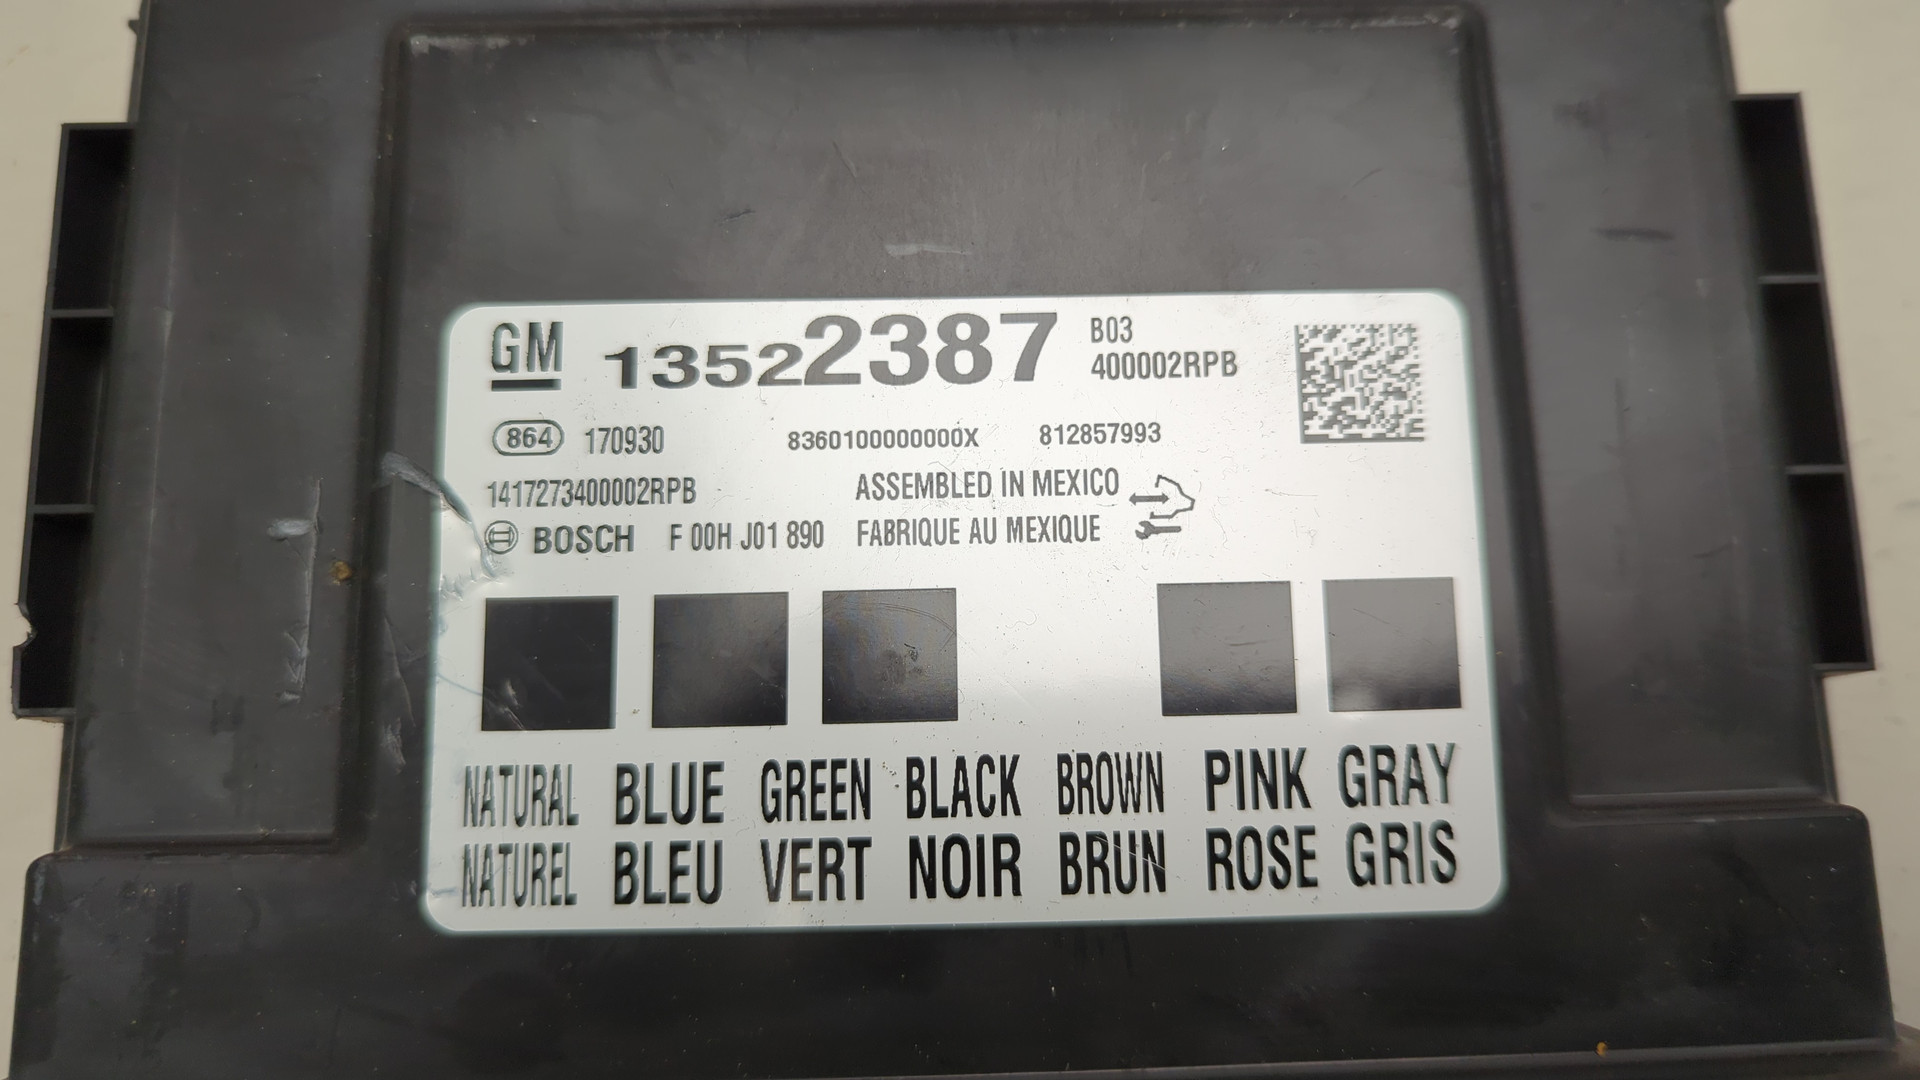 GM 13522387 B03
400002RPB
864 170930 8360100000000X 812857993
1417273400002RPB ASSEMBLED IN MEXICO
BOSCH F 00H J01 890 FABRIQUE AU MEXIQUE
NATURAL BLUE GREEN BLACK BROWN PINK GRAY
NATUREL BLEU VERT NOIR BRUN ROSE GRIS